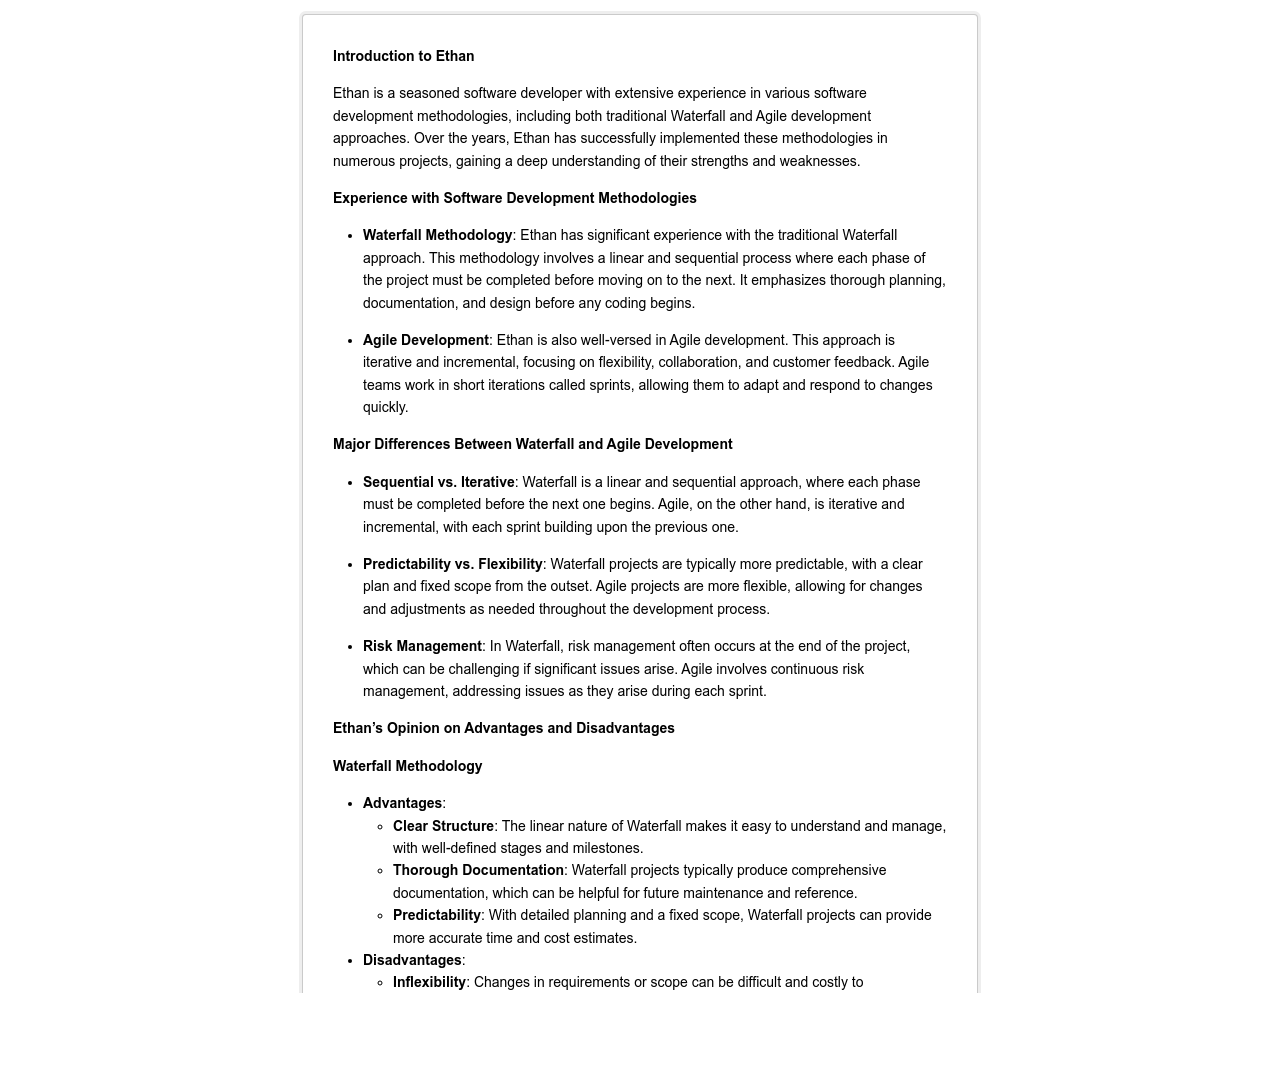 Introduction to Ethan
Ethan is a seasoned software developer with extensive experience in various software
development methodologies, including both traditional Waterfall and Agile development
approaches. Over the years, Ethan has successfully implemented these methodologies in
numerous projects, gaining a deep understanding of their strengths and weaknesses.
Experience with Software Development Methodologies
• Waterfall Methodology: Ethan has significant experience with the traditional Waterfall
approach. This methodology involves a linear and sequential process where each phase of
the project must be completed before moving on to the next. It emphasizes thorough planning,
documentation, and design before any coding begins.
• Agile Development: Ethan is also well-versed in Agile development. This approach is
iterative and incremental, focusing on flexibility, collaboration, and customer feedback. Agile
teams work in short iterations called sprints, allowing them to adapt and respond to changes
quickly.
Major Differences Between Waterfall and Agile Development
• Sequential vs. Iterative: Waterfall is a linear and sequential approach, where each phase
must be completed before the next one begins. Agile, on the other hand, is iterative and
incremental, with each sprint building upon the previous one.
• Predictability vs. Flexibility: Waterfall projects are typically more predictable, with a clear
plan and fixed scope from the outset. Agile projects are more flexible, allowing for changes
and adjustments as needed throughout the development process.
• Risk Management: In Waterfall, risk management often occurs at the end of the project,
which can be challenging if significant issues arise. Agile involves continuous risk
management, addressing issues as they arise during each sprint.
Ethan’s Opinion on Advantages and Disadvantages
Waterfall Methodology
• Advantages:
◦ Clear Structure: The linear nature of Waterfall makes it easy to understand and manage,
with well-defined stages and milestones.
◦ Thorough Documentation: Waterfall projects typically produce comprehensive
documentation, which can be helpful for future maintenance and reference.
◦ Predictability: With detailed planning and a fixed scope, Waterfall projects can provide
more accurate time and cost estimates.
• Disadvantages:
◦ Inflexibility: Changes in requirements or scope can be difficult and costly to